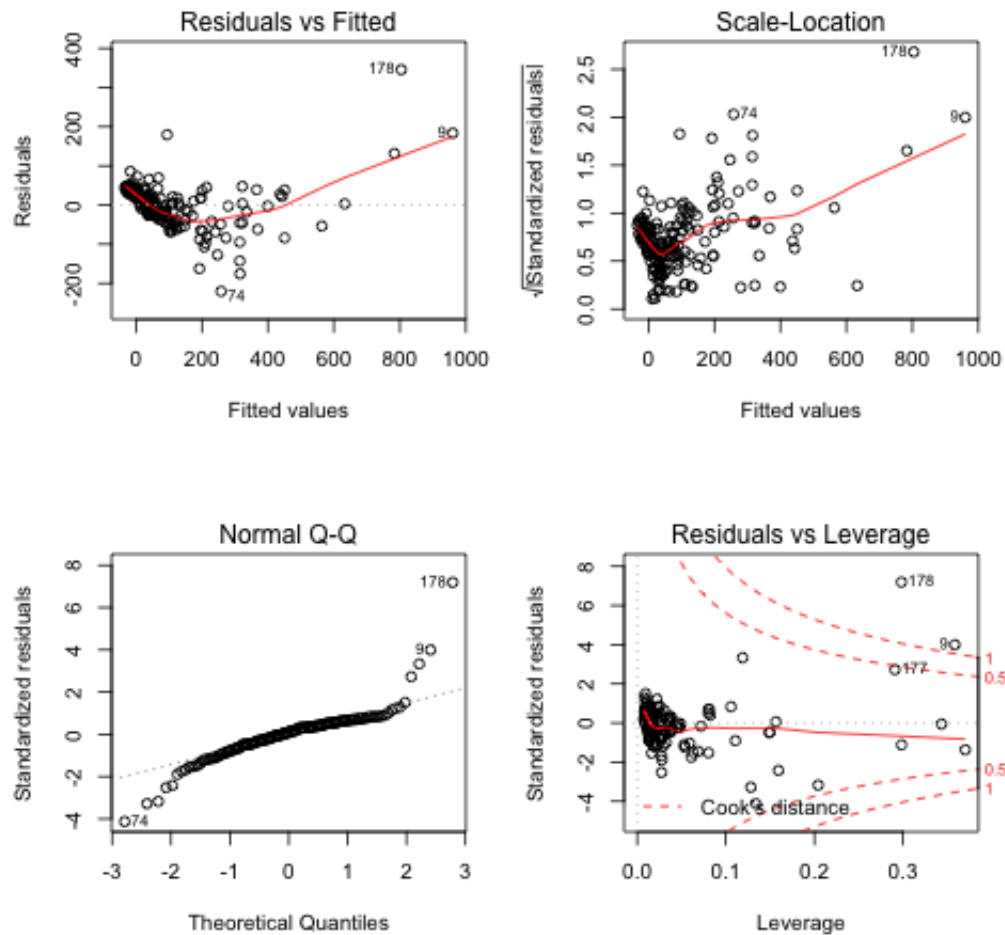 Residuals vs Fitted
Residuals
400
200
0
-200
178
9
74
0 200 400 600 800 1000
Fitted values
Scale-Location
√|Standardized residuals|
2.5
2.0
1.5
1.0
0.5
0.0
178
74
9
0 200 400 600 800 1000
Fitted values
Normal Q-Q
Standardized residuals
8
6
4
2
0
-2
-4
178
9
74
-3 -2 -1 0 1 2 3
Theoretical Quantiles
Residuals vs Leverage
Standardized residuals
8
6
4
2
0
-2
-4
178
9
177
1
0.5
0.5
1
Cook's distance
0.0 0.1 0.2 0.3
Leverage